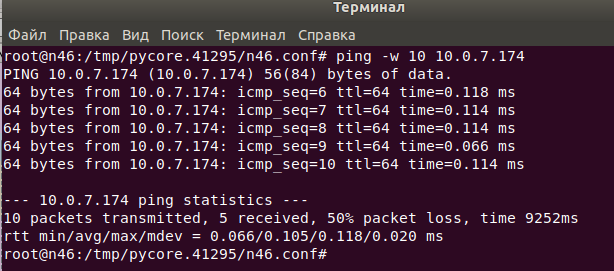 Терминал
Файл Правка Вид Поиск Терминал Справка
root@n46:/tmp/pycore.41295/n46.conf# ping -w 10 10.0.7.174
PING 10.0.7.174 (10.0.7.174) 56(84) bytes of data.
64 bytes from 10.0.7.174: icmp_seq=6 ttl=64 time=0.118 ms
64 bytes from 10.0.7.174: icmp_seq=7 ttl=64 time=0.114 ms
64 bytes from 10.0.7.174: icmp_seq=8 ttl=64 time=0.114 ms
64 bytes from 10.0.7.174: icmp_seq=9 ttl=64 time=0.066 ms
64 bytes from 10.0.7.174: icmp_seq=10 ttl=64 time=0.114 ms
--- 10.0.7.174 ping statistics ---
10 packets transmitted, 5 received, 50% packet loss, time 9252ms
rtt min/avg/max/mdev = 0.066/0.105/0.118/0.020 ms
root@n46:/tmp/pycore.41295/n46.conf#